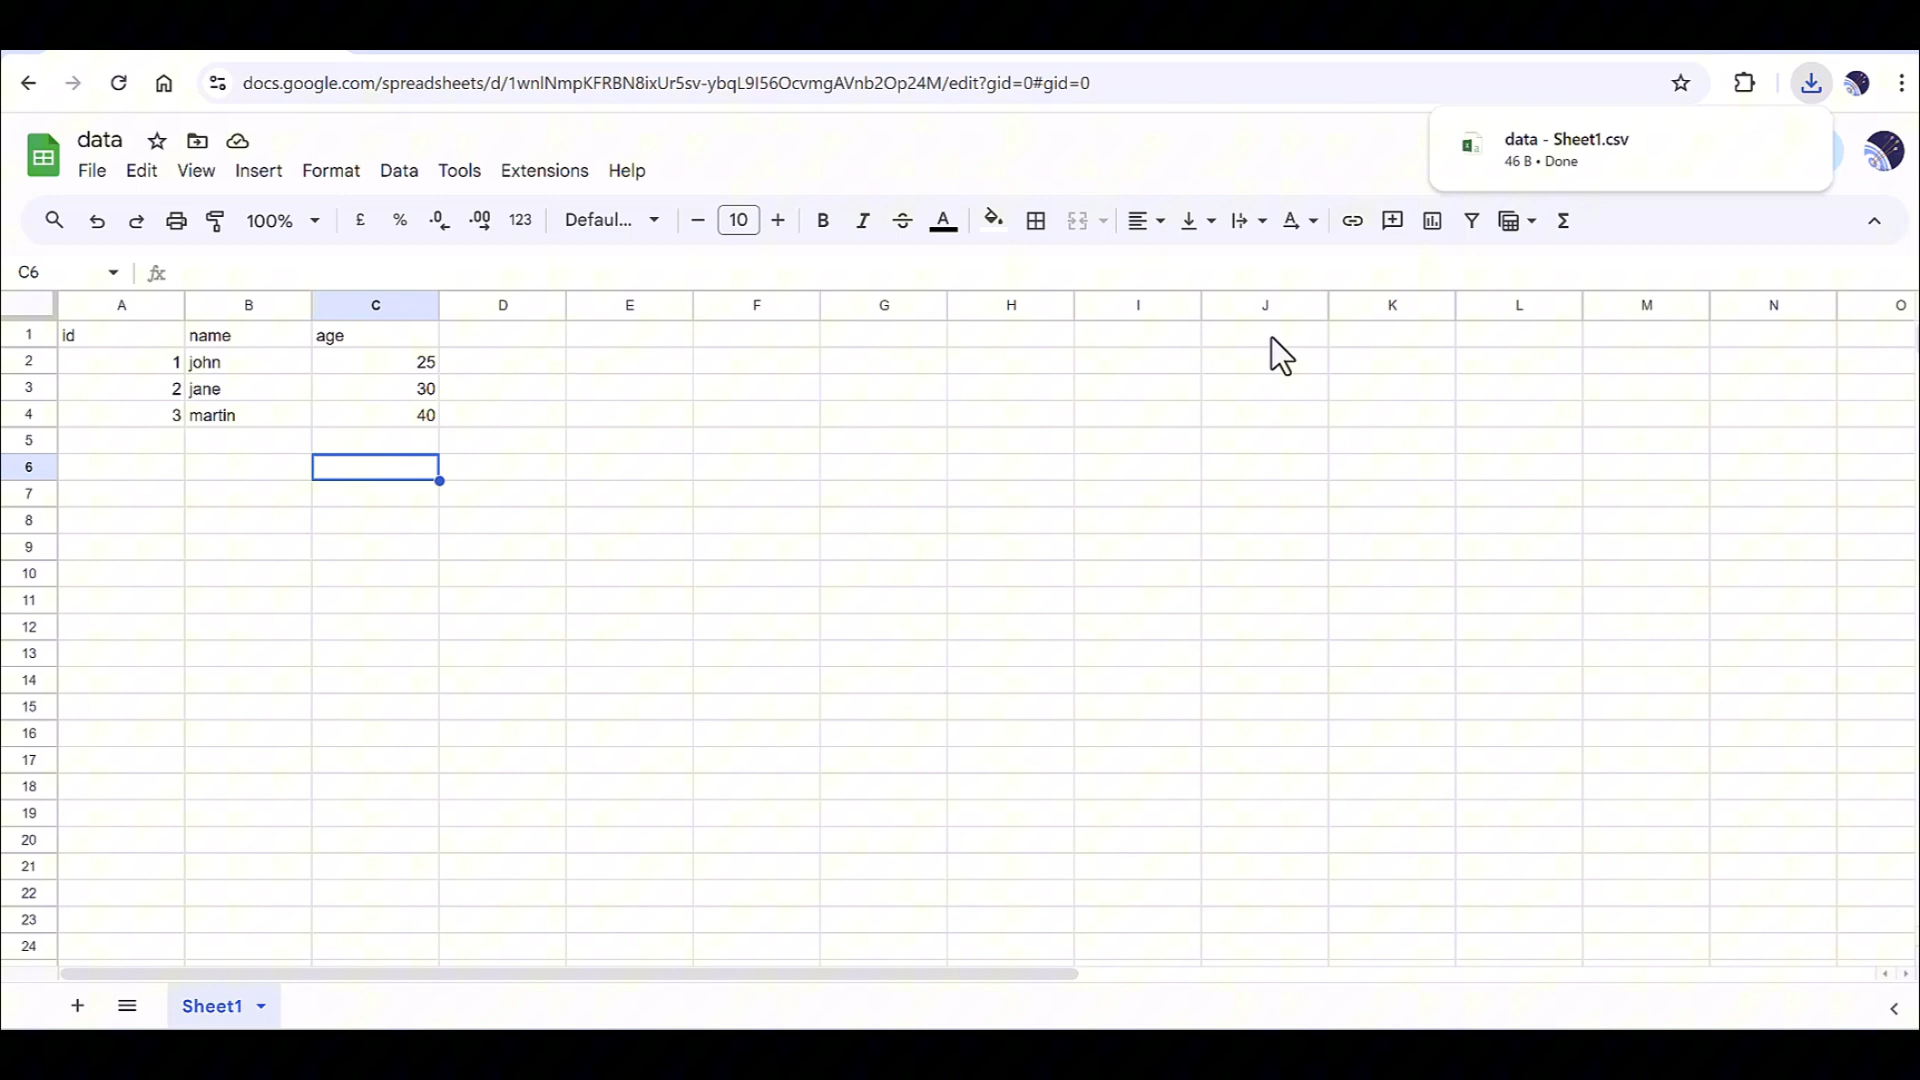 docs.google.com/spreadsheets/d/1wnlNmpKFRBN8ixUr5sv-ybqL9I56OcvmgAVnb2Op24M/edit?gid=0#gid=0
data
data - Sheet1.csv
46 B • Done
File Edit View Insert Format Data Tools Extensions Help
100% £ % .0 .00 123 Defaul... 10 B I S A A Σ
C6 fx
A B C D E F G H I J K L M N O
1 id name age
2 1 john 25
3 2 jane 30
4 3 martin 40
5
6
7
8
9
10
11
12
13
14
15
16
17
18
19
20
21
22
23
24
Sheet1